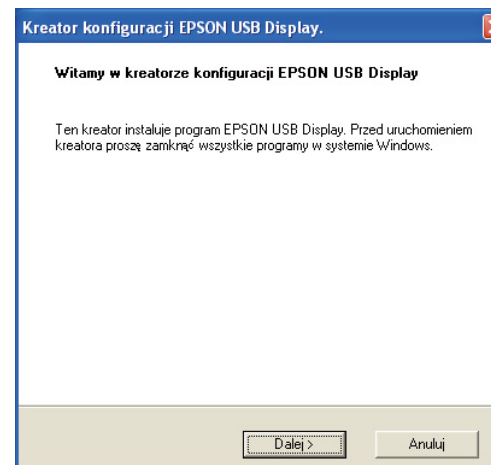 Kreator konfiguracji EPSON USB Display.
Witamy w kreatorze konfiguracji EPSON USB Display
Ten kreator instaluje program EPSON USB Display. Przed uruchomieniem
kreatora proszę zamknąć wszystkie programy w systemie Windows.
Dalej >
Anuluj